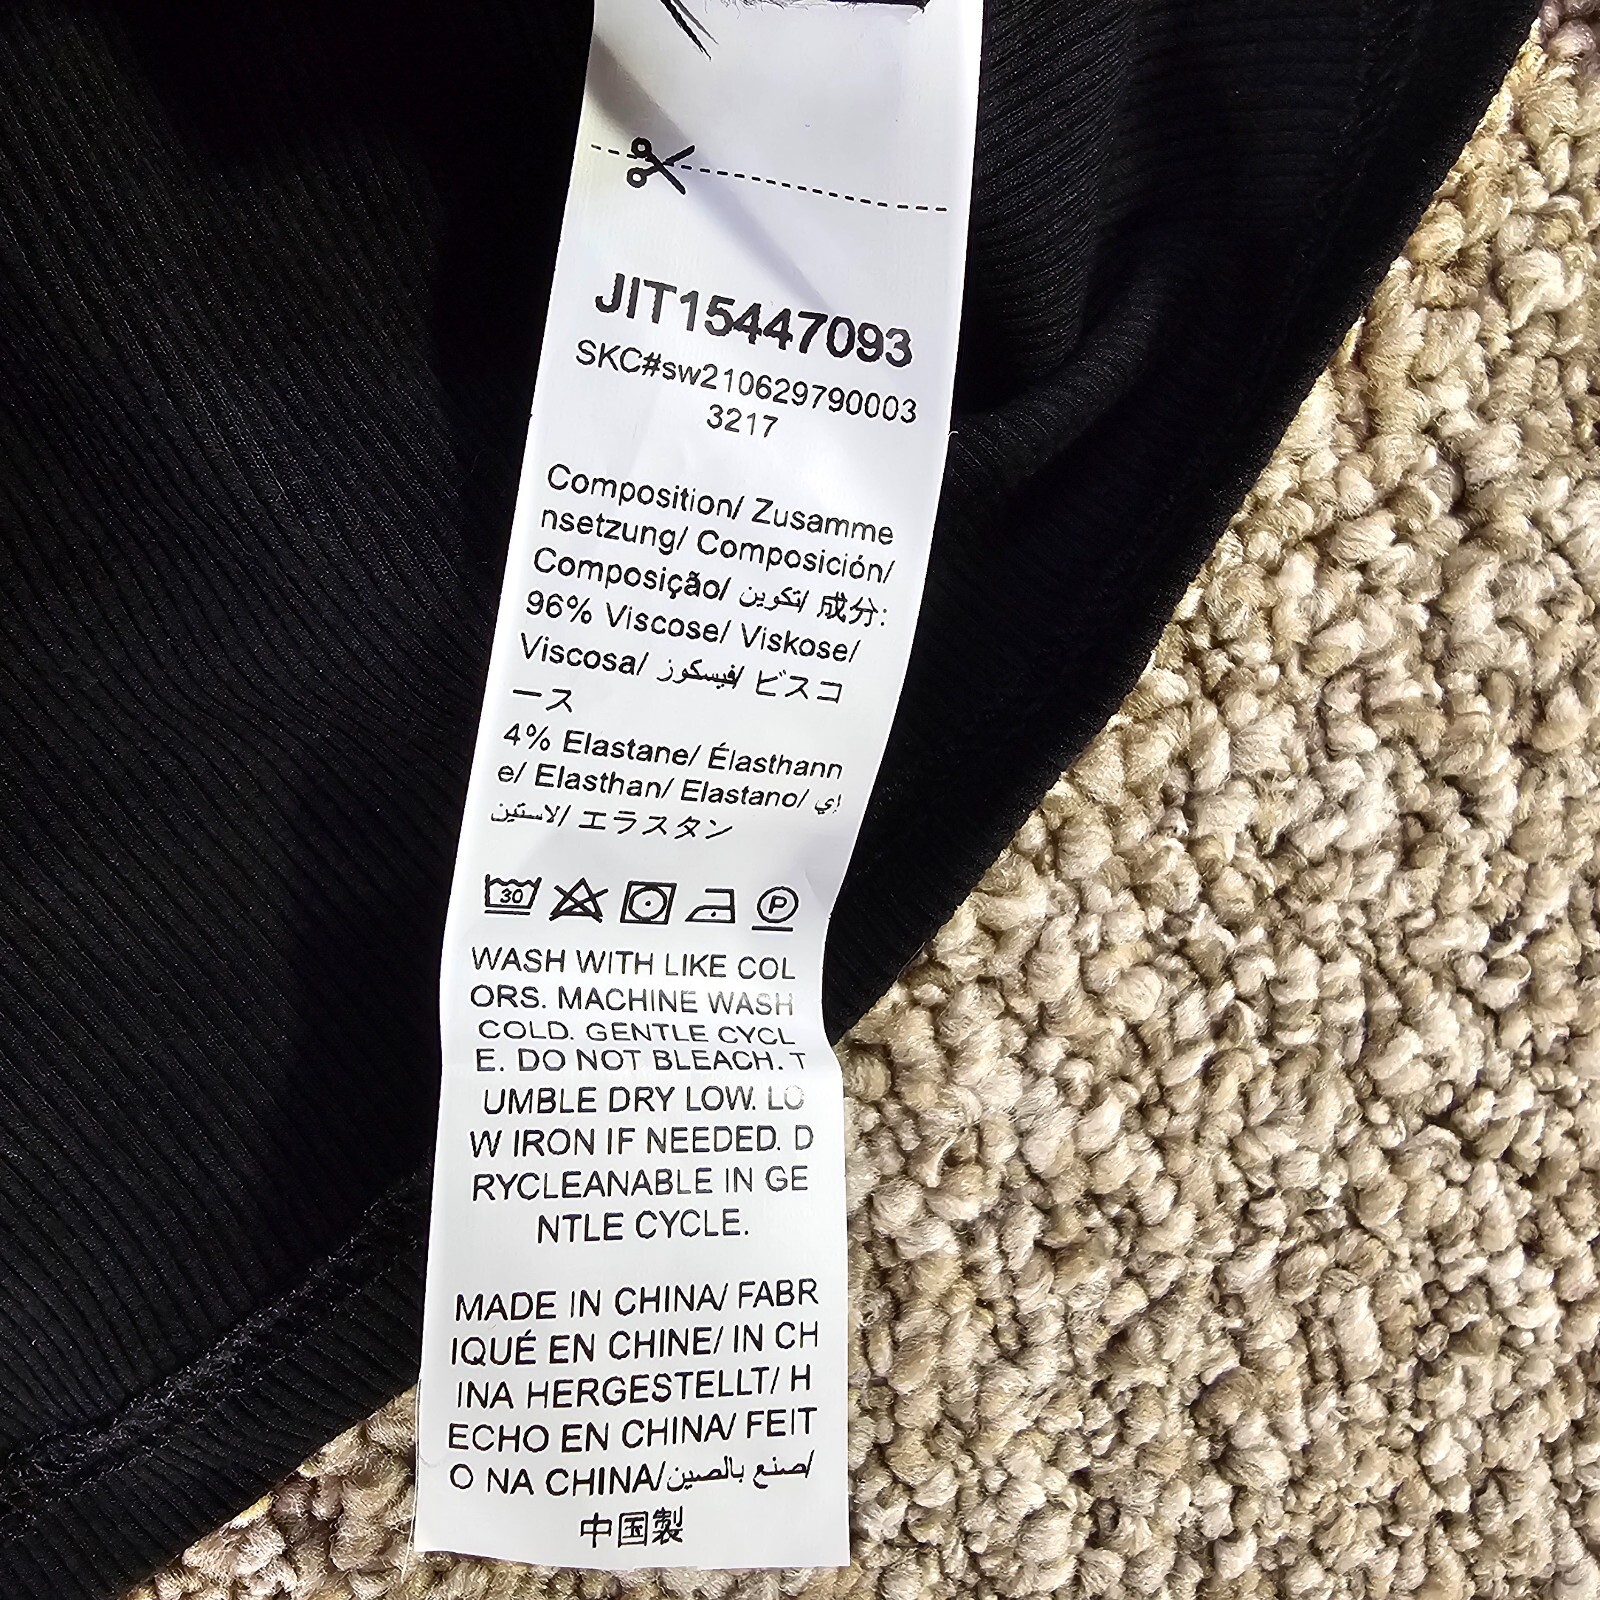 JIT15447093
SKC#sw210629790003
3217
Composition/ Zusamme
nsetzung/ Composición/
Composição/ تكوين/ 成分:
96% Viscose/ Viskose/
Viscosa/ فيسكوز/ ビスコ
ース
4% Elastane/ Élasthann
e/ Elasthan/ Elastano/ إي
لاستين/ エラスタン
30 P
WASH WITH LIKE COL
ORS. MACHINE WASH
COLD. GENTLE CYCL
E. DO NOT BLEACH. T
UMBLE DRY LOW. LO
W IRON IF NEEDED. D
RYCLEANABLE IN GE
NTLE CYCLE.
MADE IN CHINA/ FABR
IQUÉ EN CHINE/ IN CH
INA HERGESTELLT/ H
ECHO EN CHINA/ FEIT
O NA CHINA/صنع بالصين/
中国製